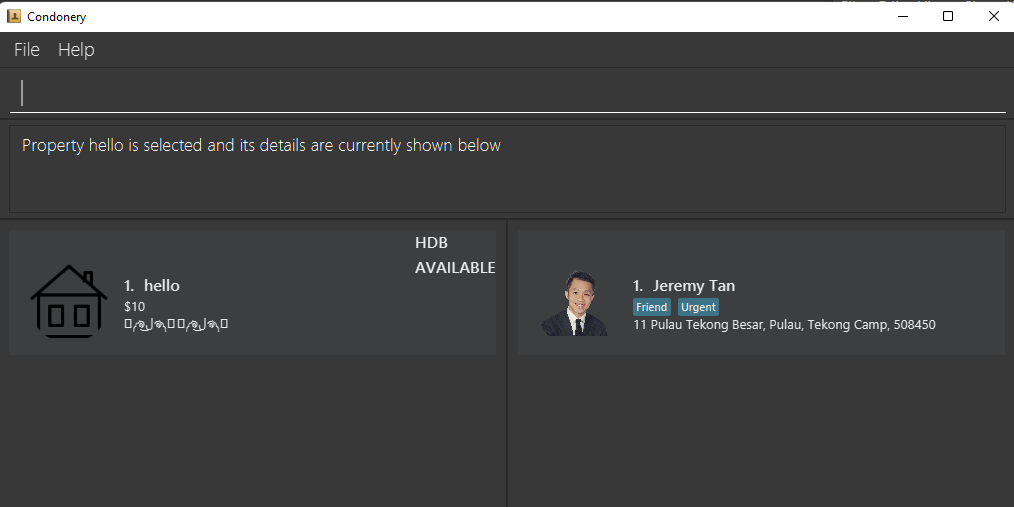 Condonery
File Help
Property hello is selected and its details are currently shown below
HDB
AVAILABLE
1. hello
$10
1. Jeremy Tan
Friend Urgent
11 Pulau Tekong Besar, Pulau, Tekong Camp, 508450